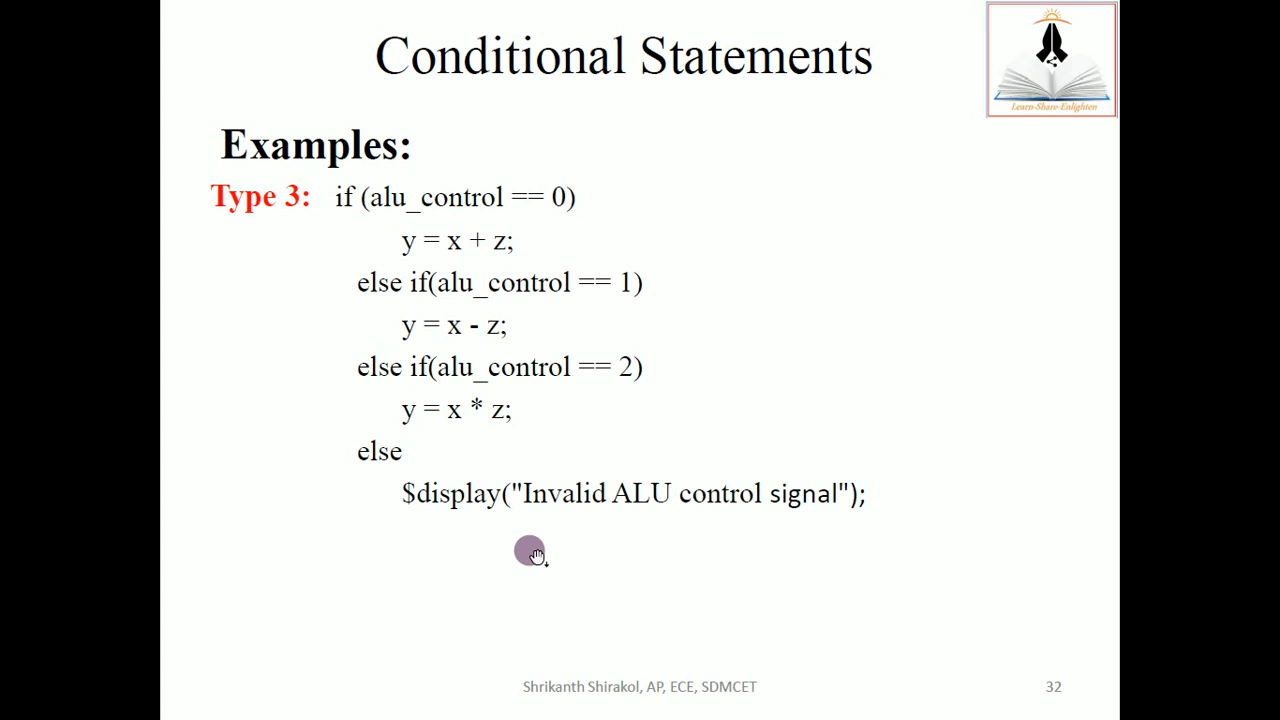 Conditional Statements
Learn-Share-Enlighten
Examples:
Type 3: if (alu_control == 0)
y = x + z;
else if(alu_control == 1)
y = x - z;
else if(alu_control == 2)
y = x * z;
else
$display("Invalid ALU control signal");
Shrikanth Shirakol, AP, ECE, SDMCET 32